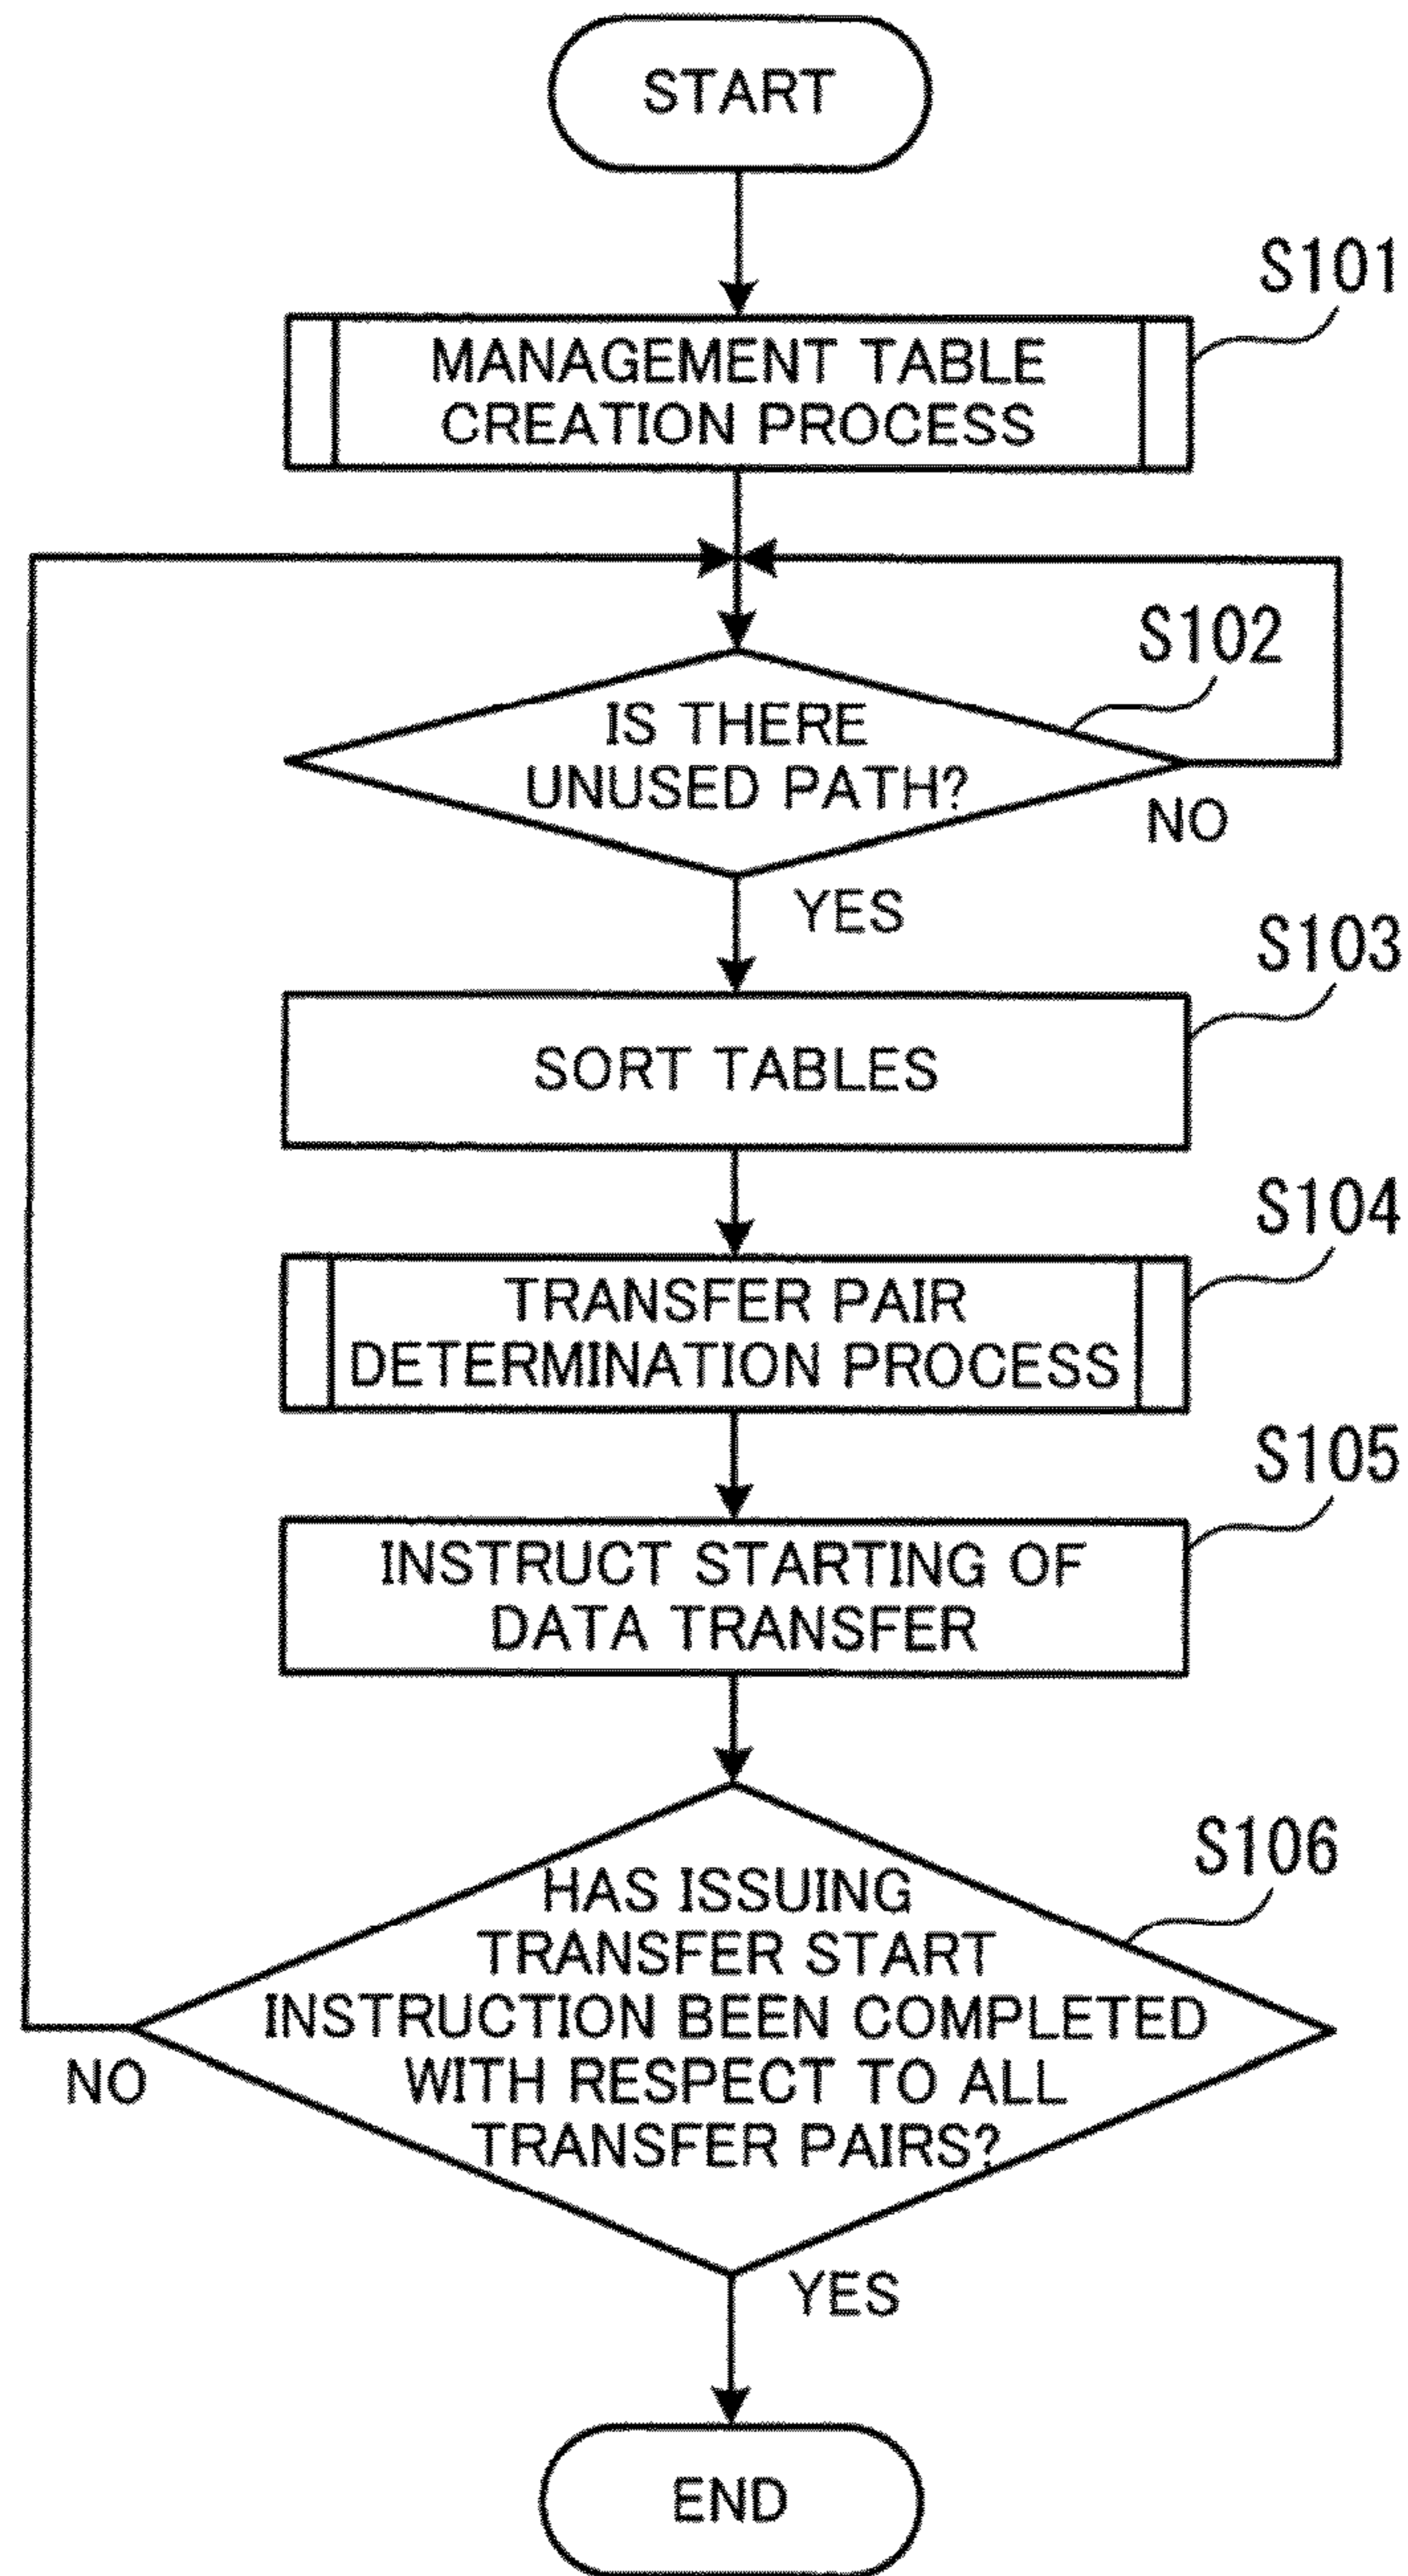 START
S101
MANAGEMENT TABLE
CREATION PROCESS
S102
IS THERE
UNUSED PATH?
NO
YES
S103
SORT TABLES
S104
TRANSFER PAIR
DETERMINATION PROCESS
S105
INSTRUCT STARTING OF
DATA TRANSFER
S106
HAS ISSUING
TRANSFER START
INSTRUCTION BEEN COMPLETED
WITH RESPECT TO ALL
TRANSFER PAIRS?
NO
YES
END